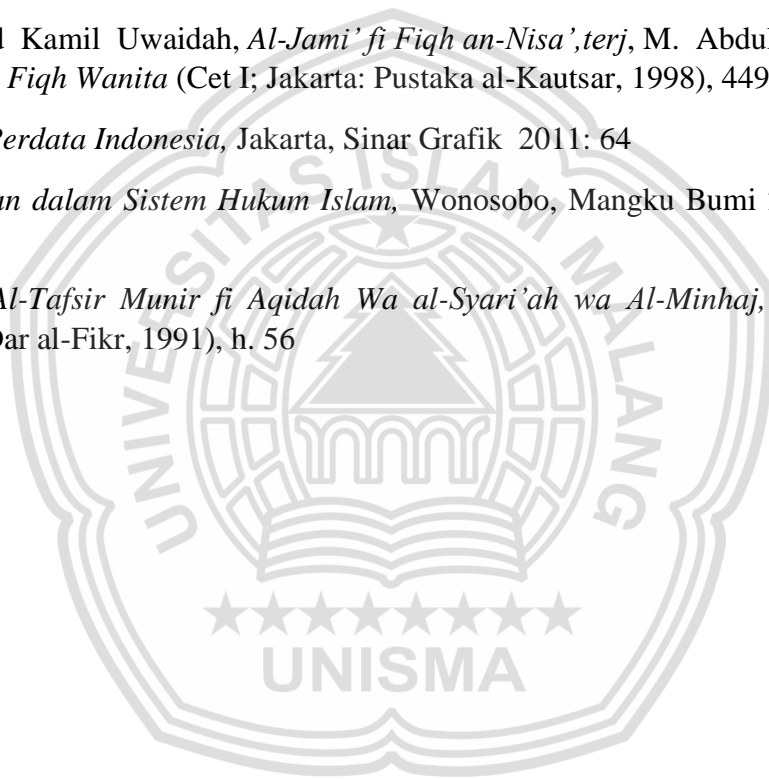 d Kamil Uwaidah, Al-Jami’ fi Fiqh an-Nisa’,terj, M. Abdul
Fiqh Wanita (Cet I; Jakarta: Pustaka al-Kautsar, 1998), 449
Perdata Indonesia, Jakarta, Sinar Grafik 2011: 64
an dalam Sistem Hukum Islam, Wonosobo, Mangku Bumi
Al-Tafsir Munir fi Aqidah Wa al-Syari’ah wa Al-Minhaj,
Dar al-Fikr, 1991), h. 56
UNIVERSITAS ISLAM MALANG
UNISMA